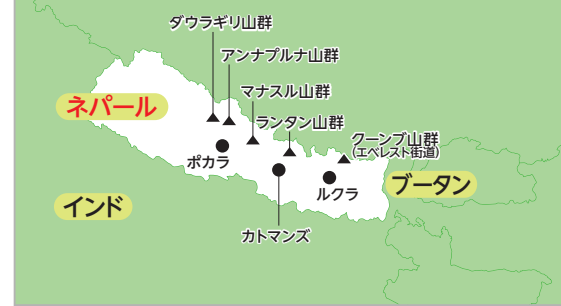 ダウラギリ山群
アンナプルナ山群
マナスル山群
ネパール
ランタン山群
クーンブ山群
(エベレスト街道)
ポカラ
ルクラ
ブータン
インド
カトマンズ